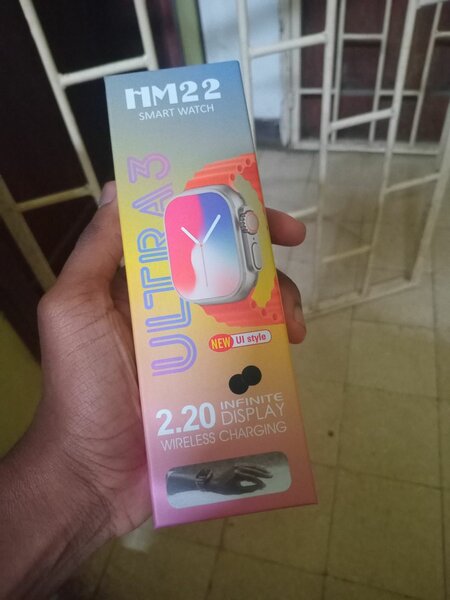 HM22
SMART WATCH
ULTRA3
NEW UI style
2.20 INFINITE DISPLAY
WIRELESS CHARGING